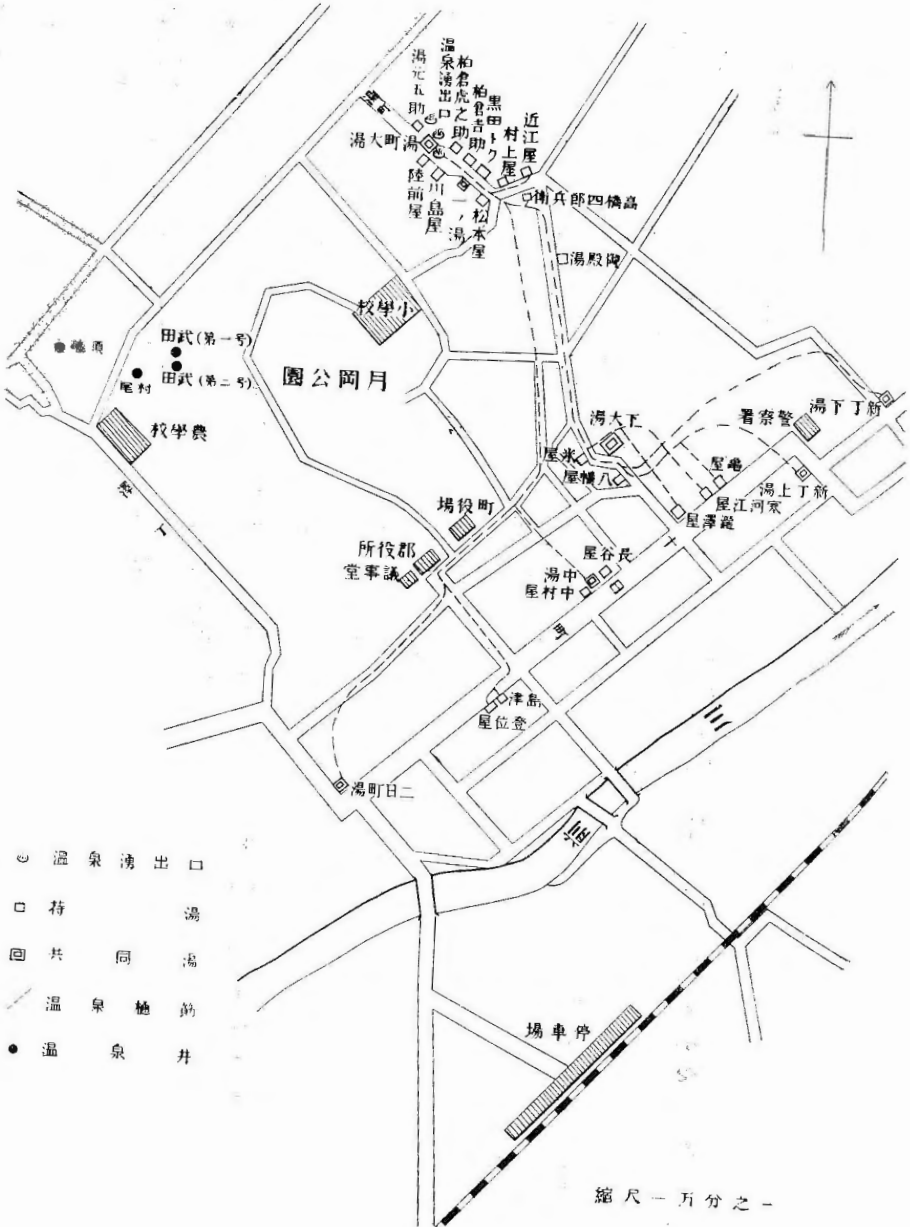 湯元五助
温泉湧出口
柏倉虎之助
柏倉吉助
黒田トク
村上屋
近江屋
湯町大湯
陸前屋
川島屋
一ノ湯
松本屋
高橋四郎兵衛
御殿湯
小學校
武田(第一号)
武田(第二号)
村尾
月岡公園
農學校
新丁下湯
警察署
下大湯
米屋
八幡屋
亀屋
寒河江屋
新丁上湯
瀧澤屋
町役場
郡役所
議事堂
長谷屋
中湯
中村屋
町
島津
登位屋
二日町湯
川
温泉湧出口
持湯
共同湯
温泉樋筋
温泉井
停車場
縮尺一万分之一